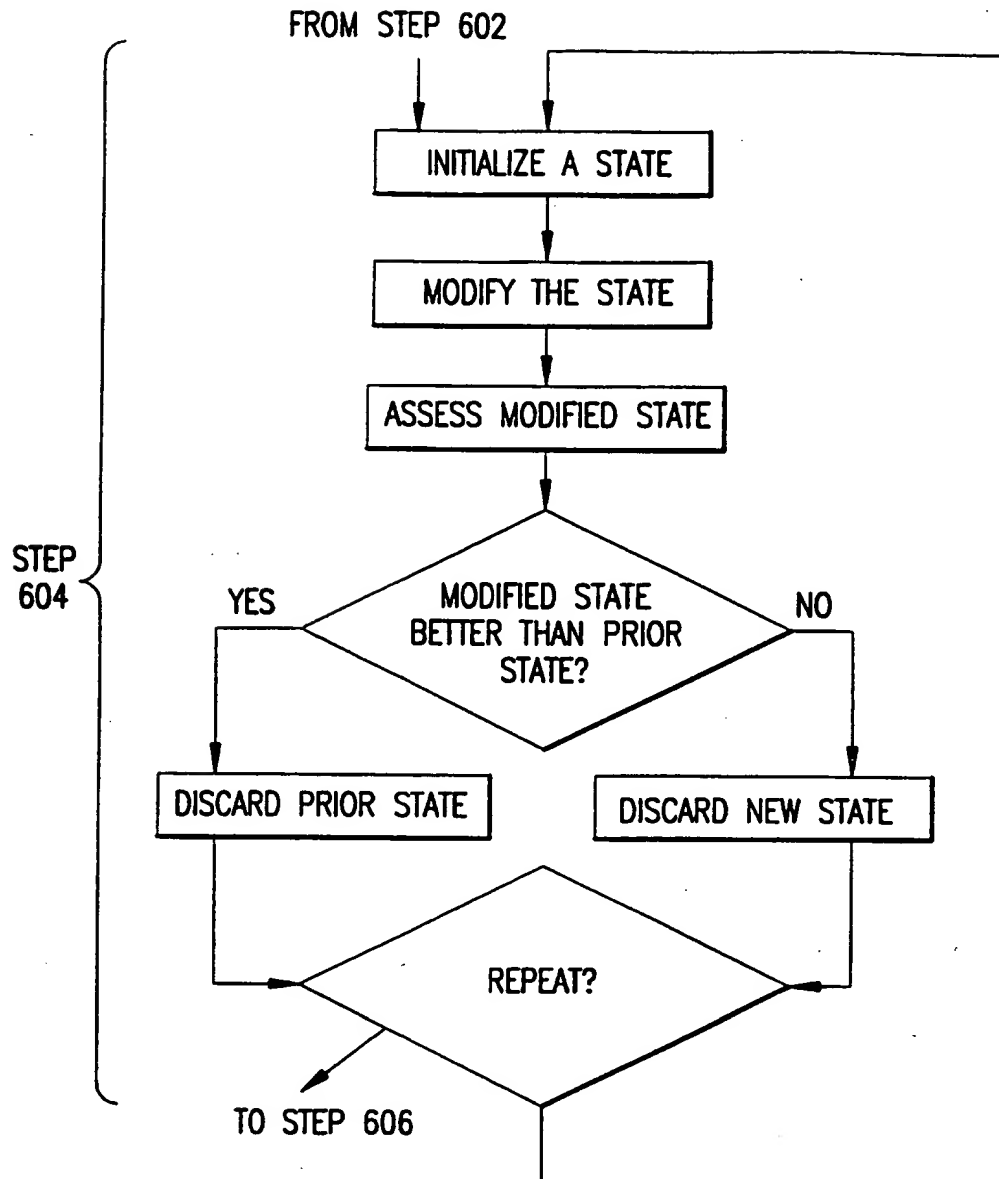 FROM STEP 602
INITIALIZE A STATE
MODIFY THE STATE
ASSESS MODIFIED STATE
STEP
604
YES
MODIFIED STATE
BETTER THAN PRIOR
STATE?
NO
DISCARD PRIOR STATE
DISCARD NEW STATE
REPEAT?
TO STEP 606